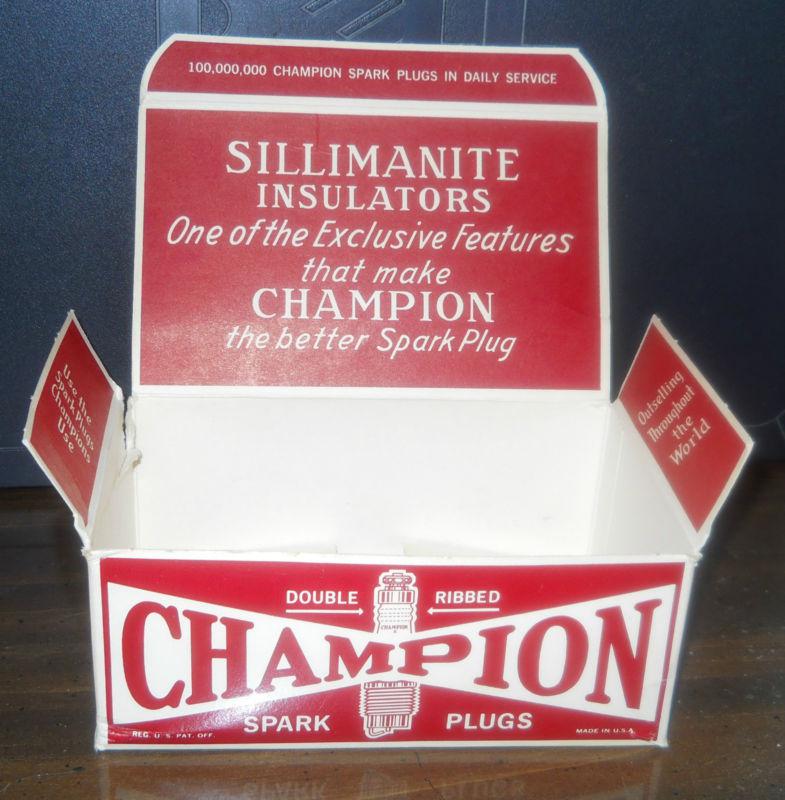 100,000,000 CHAMPION SPARK PLUGS IN DAILY SERVICE
SILLIMANITE
INSULATORS
One of the Exclusive Features
that make
CHAMPION
the better Spark Plug
Use the
Spark Plugs
Champions
Use
Outselling
Throughout
the
World
DOUBLE RIBBED
CHAMPION
CHAMPION
SPARK PLUGS
REG. U.S. PAT. OFF.
MADE IN U.S.A.